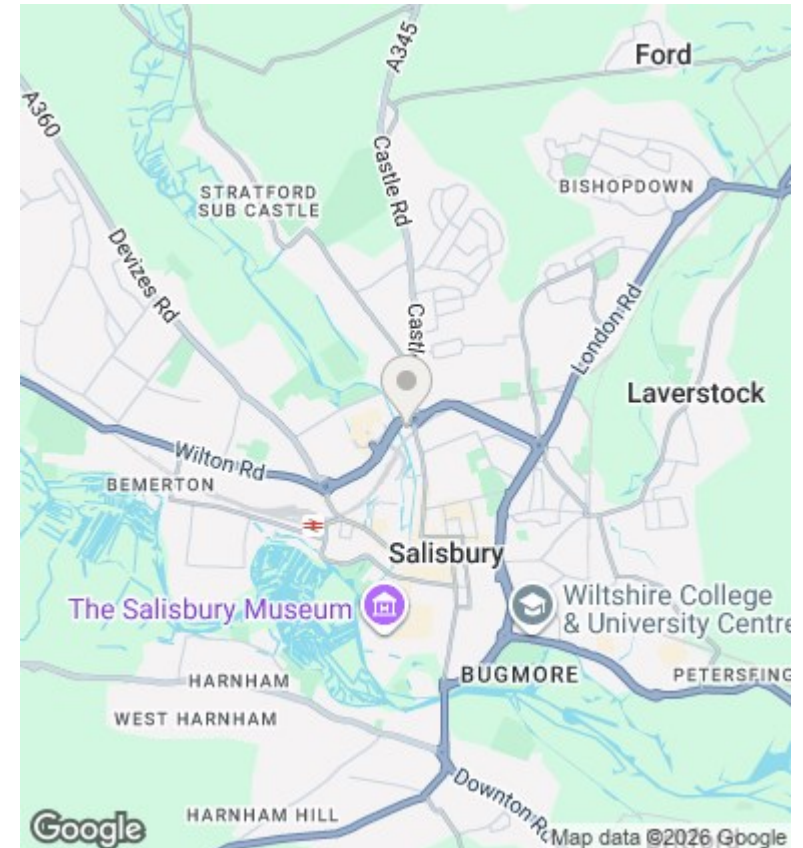 A345
Ford
A360
Castle Rd
BISHOPDOWN
STRATFORD
SUB CASTLE
Devizes Rd
Castl
London Rd
Laverstock
Wilton Rd
BEMERTON
Salisbury
The Salisbury Museum
Wiltshire College
& University Centre
HARNHAM
BUGMORE
PETERSFING
WEST HARNHAM
Downton Rd
HARNHAM HILL
Google
Map data ©2026 Google